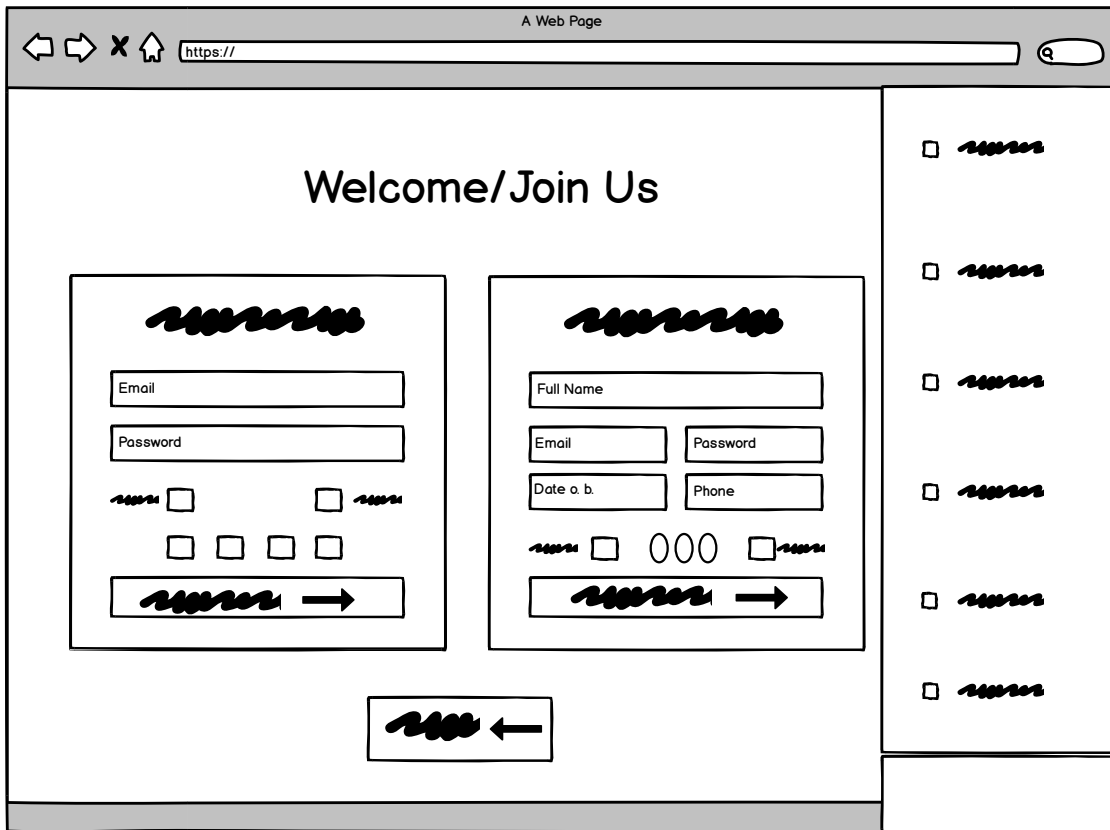 A Web Page
https://
Welcome/Join Us
Email
Password
Full Name
Email
Password
Date o. b.
Phone